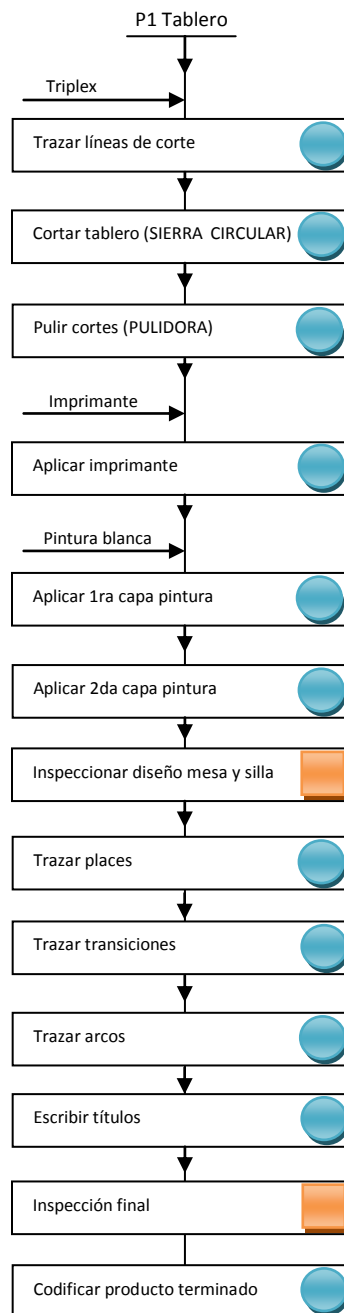 P1 Tablero
Triplex
Trazar líneas de corte
Cortar tablero (SIERRA CIRCULAR)
Pulir cortes (PULIDORA)
Imprimante
Aplicar imprimante
Pintura blanca
Aplicar 1ra capa pintura
Aplicar 2da capa pintura
Inspeccionar diseño mesa y silla
Trazar places
Trazar transiciones
Trazar arcos
Escribir títulos
Inspección final
Codificar producto terminado